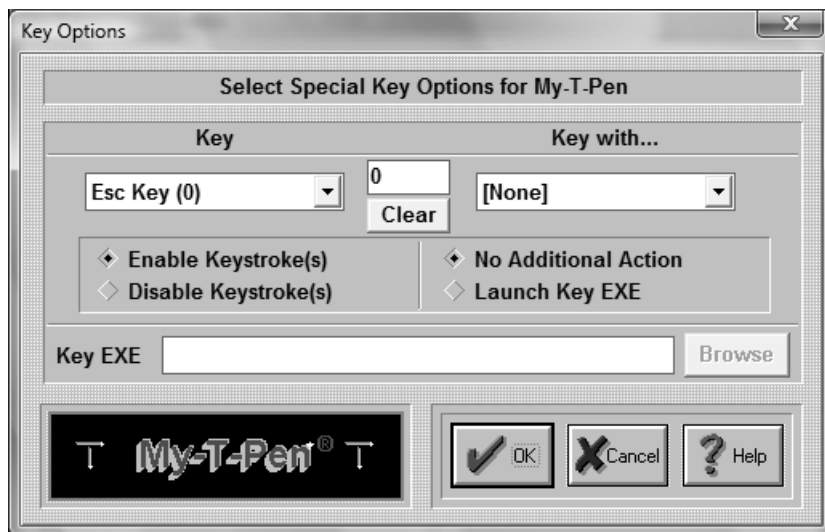 Key Options
Select Special Key Options for My-T-Pen
Key Key with...
Esc Key (0) 0 [None]
Clear
Enable Keystroke(s) No Additional Action
Disable Keystroke(s) Launch Key EXE
Key EXE Browse
My-T-Pen® OK Cancel Help